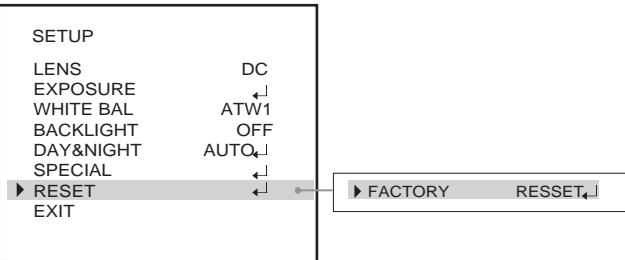 SETUP
LENS DC
EXPOSURE ↵
WHITE BAL ATW1
BACKLIGHT OFF
DAY&NIGHT AUTO↵
SPECIAL ↵
RESET ↵
EXIT
FACTORY RESSET↵